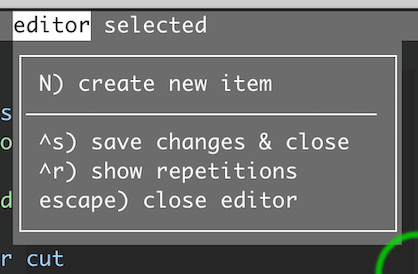 editor selected
N) create new item
s
^s) save changes & close
o
^r) show repetitions
d
escape) close editor
r cut